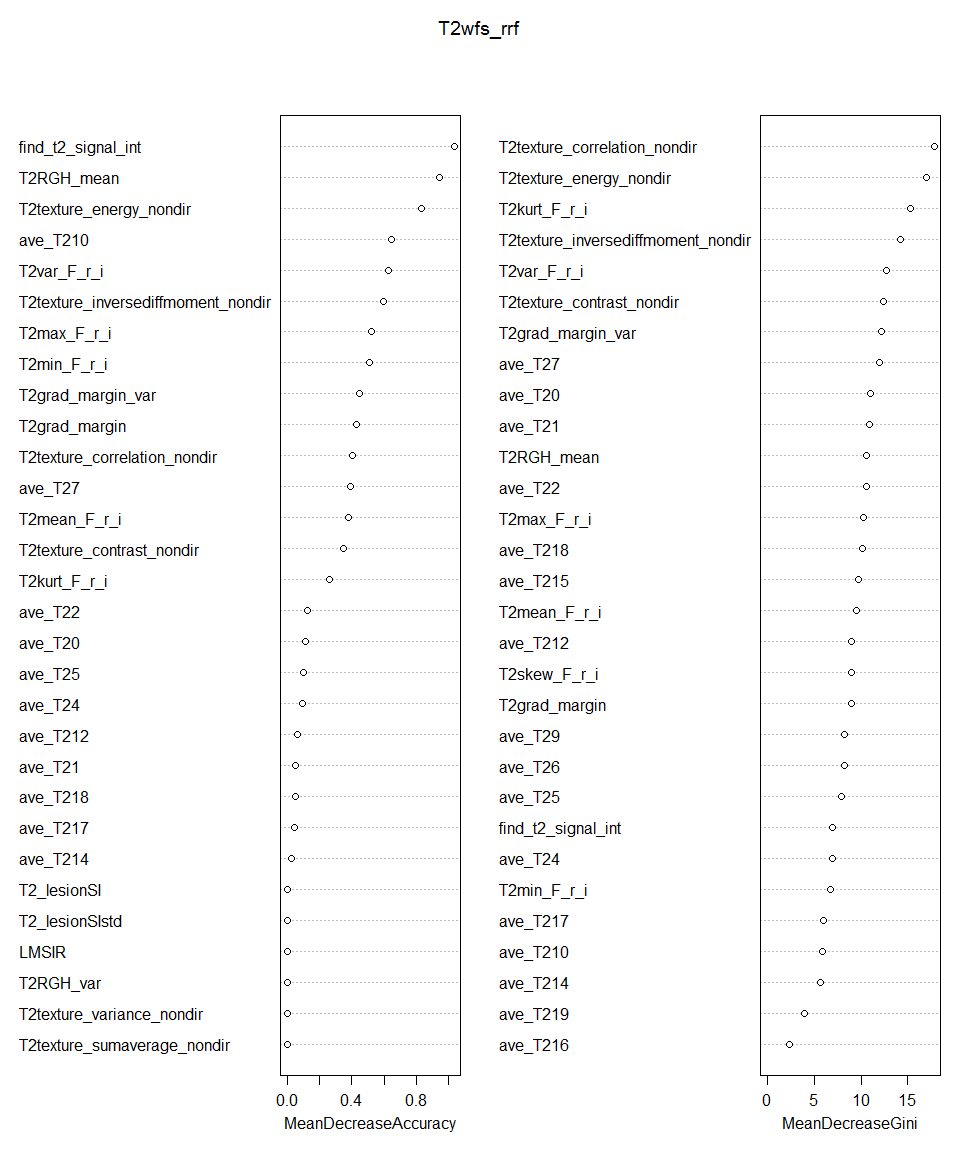 T2wfs_rrf
find_t2_signal_int
T2RGH_mean
T2texture_energy_nondir
ave_T210
T2var_F_r_i
T2texture_inversediffmoment_nondir
T2max_F_r_i
T2min_F_r_i
T2grad_margin_var
T2grad_margin
T2texture_correlation_nondir
ave_T27
T2mean_F_r_i
T2texture_contrast_nondir
T2kurt_F_r_i
ave_T22
ave_T20
ave_T25
ave_T24
ave_T212
ave_T21
ave_T218
ave_T217
ave_T214
T2_lesionSI
T2_lesionSIstd
LMSIR
T2RGH_var
T2texture_variance_nondir
T2texture_sumaverage_nondir
0.0 0.4 0.8
MeanDecreaseAccuracy
T2texture_correlation_nondir
T2texture_energy_nondir
T2kurt_F_r_i
T2texture_inversediffmoment_nondir
T2var_F_r_i
T2texture_contrast_nondir
T2grad_margin_var
ave_T27
ave_T20
ave_T21
T2RGH_mean
ave_T22
T2max_F_r_i
ave_T218
ave_T215
T2mean_F_r_i
ave_T212
T2skew_F_r_i
T2grad_margin
ave_T29
ave_T26
ave_T25
find_t2_signal_int
ave_T24
T2min_F_r_i
ave_T217
ave_T210
ave_T214
ave_T219
ave_T216
0 5 10 15
MeanDecreaseGini